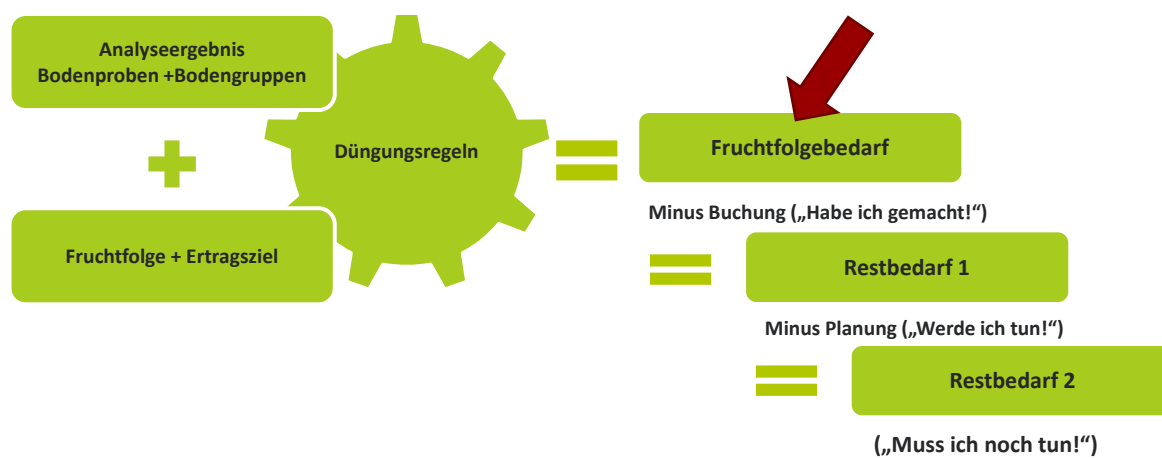 Analyseergebnis
Bodenproben +Bodengruppen
Düngungsregeln
Fruchtfolge + Ertragsziel
Fruchtfolgebedarf
Minus Buchung („Habe ich gemacht!“)
Restbedarf 1
Minus Planung („Werde ich tun!“)
Restbedarf 2
(„Muss ich noch tun!“)